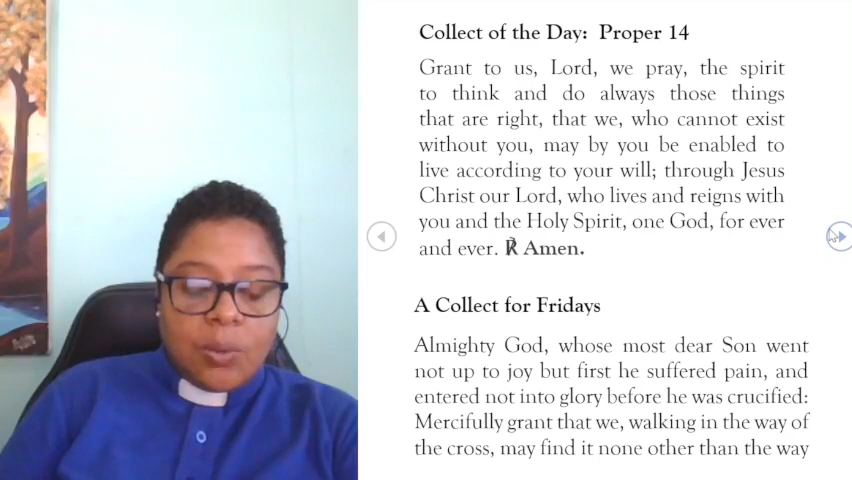 Collect of the Day: Proper 14
Grant to us, Lord, we pray, the spirit
to think and do always those things
that are right, that we, who cannot exist
without you, may by you be enabled to
live according to your will; through Jesus
Christ our Lord, who lives and reigns with
you and the Holy Spirit, one God, for ever
and ever. ℟ Amen.
A Collect for Fridays
Almighty God, whose most dear Son went
not up to joy but first he suffered pain, and
entered not into glory before he was crucified:
Mercifully grant that we, walking in the way of
the cross, may find it none other than the way